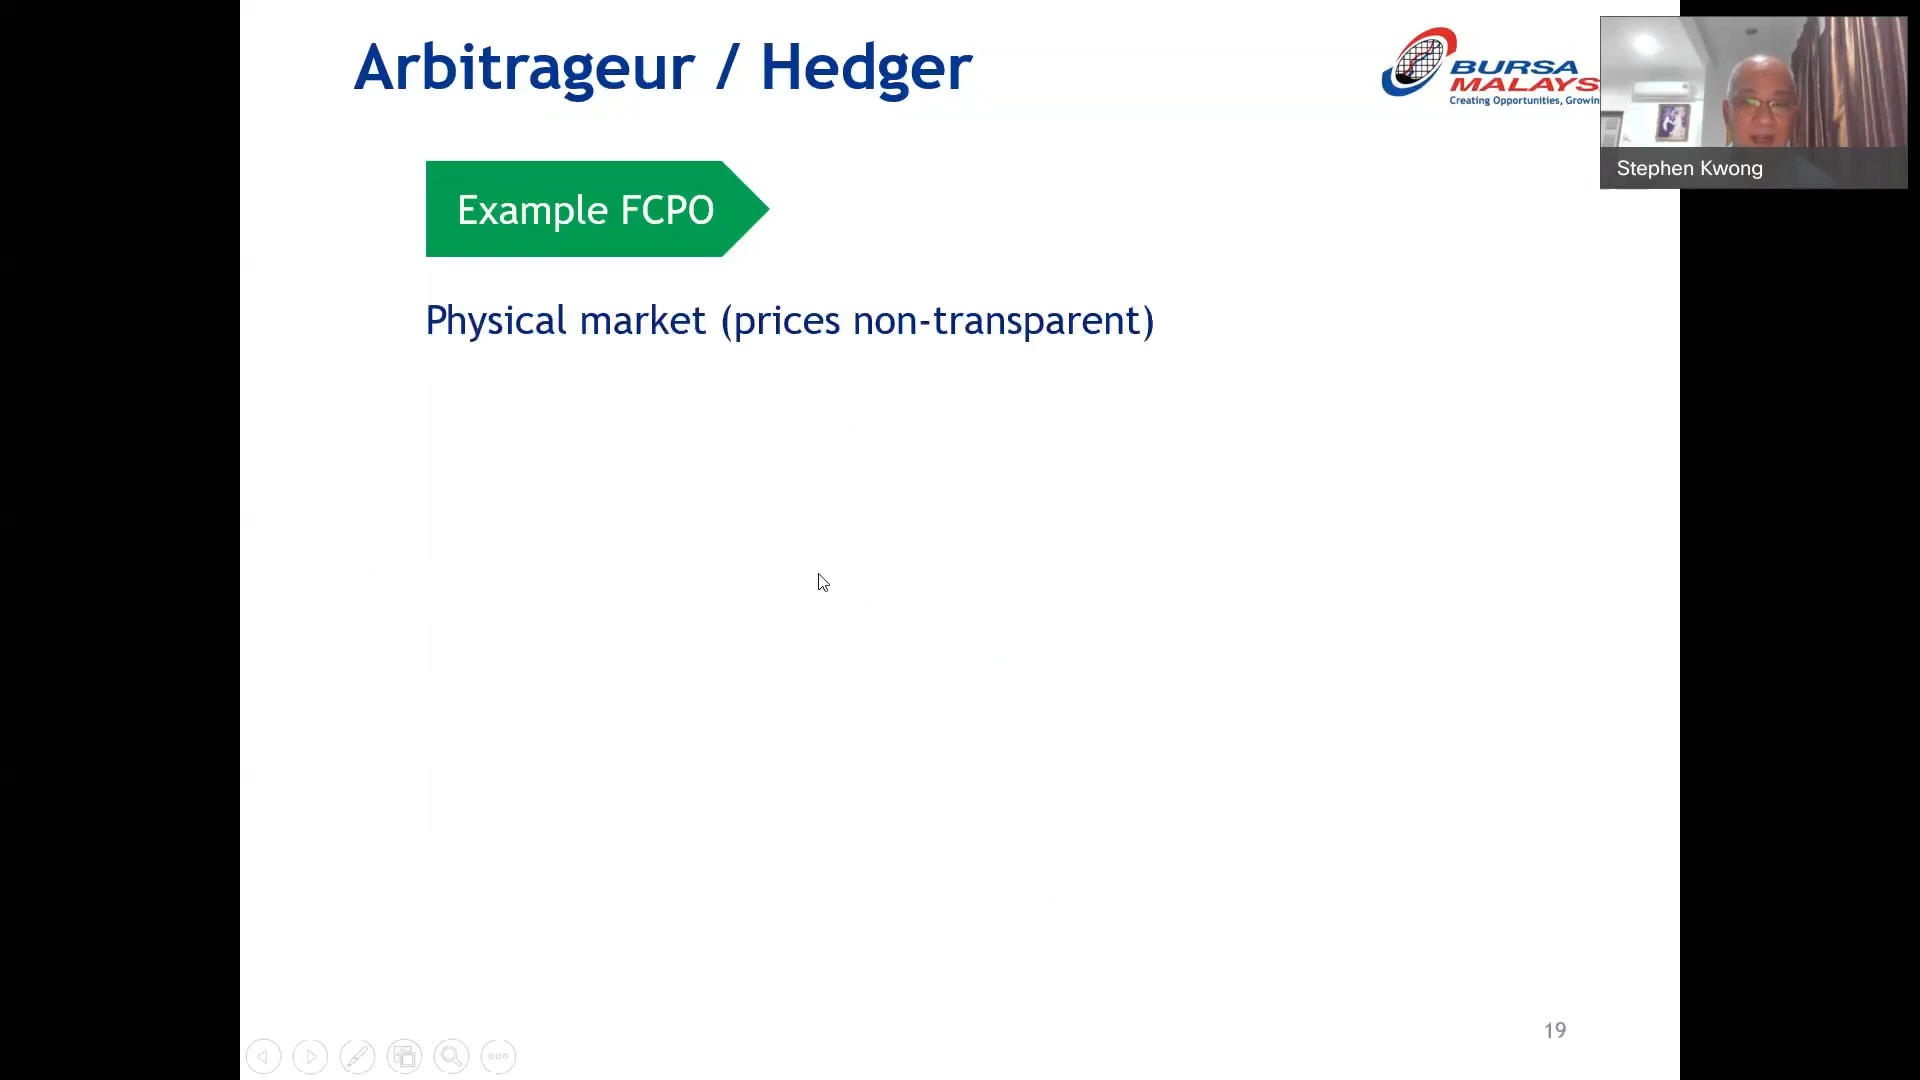 Arbitrageur / Hedger
BURSA
MALAYS
Creating Opportunities, Growin
Stephen Kwong
Example FCPO
Physical market (prices non-transparent)
19